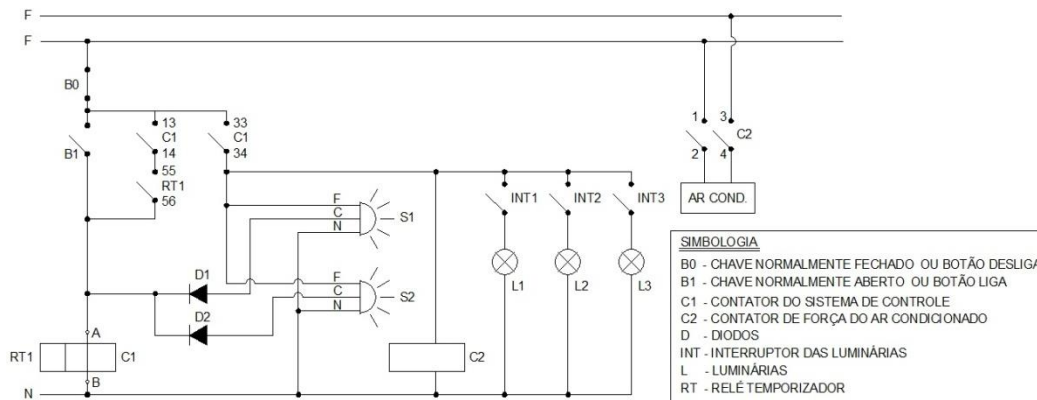 F
F
B0
13
33
C1
C1
14
34
B1
55
RT1
56
1
3
C2
2
4
AR COND.
F
C
N
S1
F
C
N
S2
INT1
INT2
INT3
D1
D2
L1
L2
L3
A
RT1
C1
C2
B
N
SIMBOLOGIA
B0 - CHAVE NORMALMENTE FECHADO OU BOTÃO DESLIGA
B1 - CHAVE NORMALMENTE ABERTO OU BOTÃO LIGA
C1 - CONTATOR DO SISTEMA DE CONTROLE
C2 - CONTATOR DE FORÇA DO AR CONDICIONADO
D - DIODOS
INT - INTERRUPTOR DAS LUMINÁRIAS
L - LUMINÁRIAS
RT - RELÉ TEMPORIZADOR